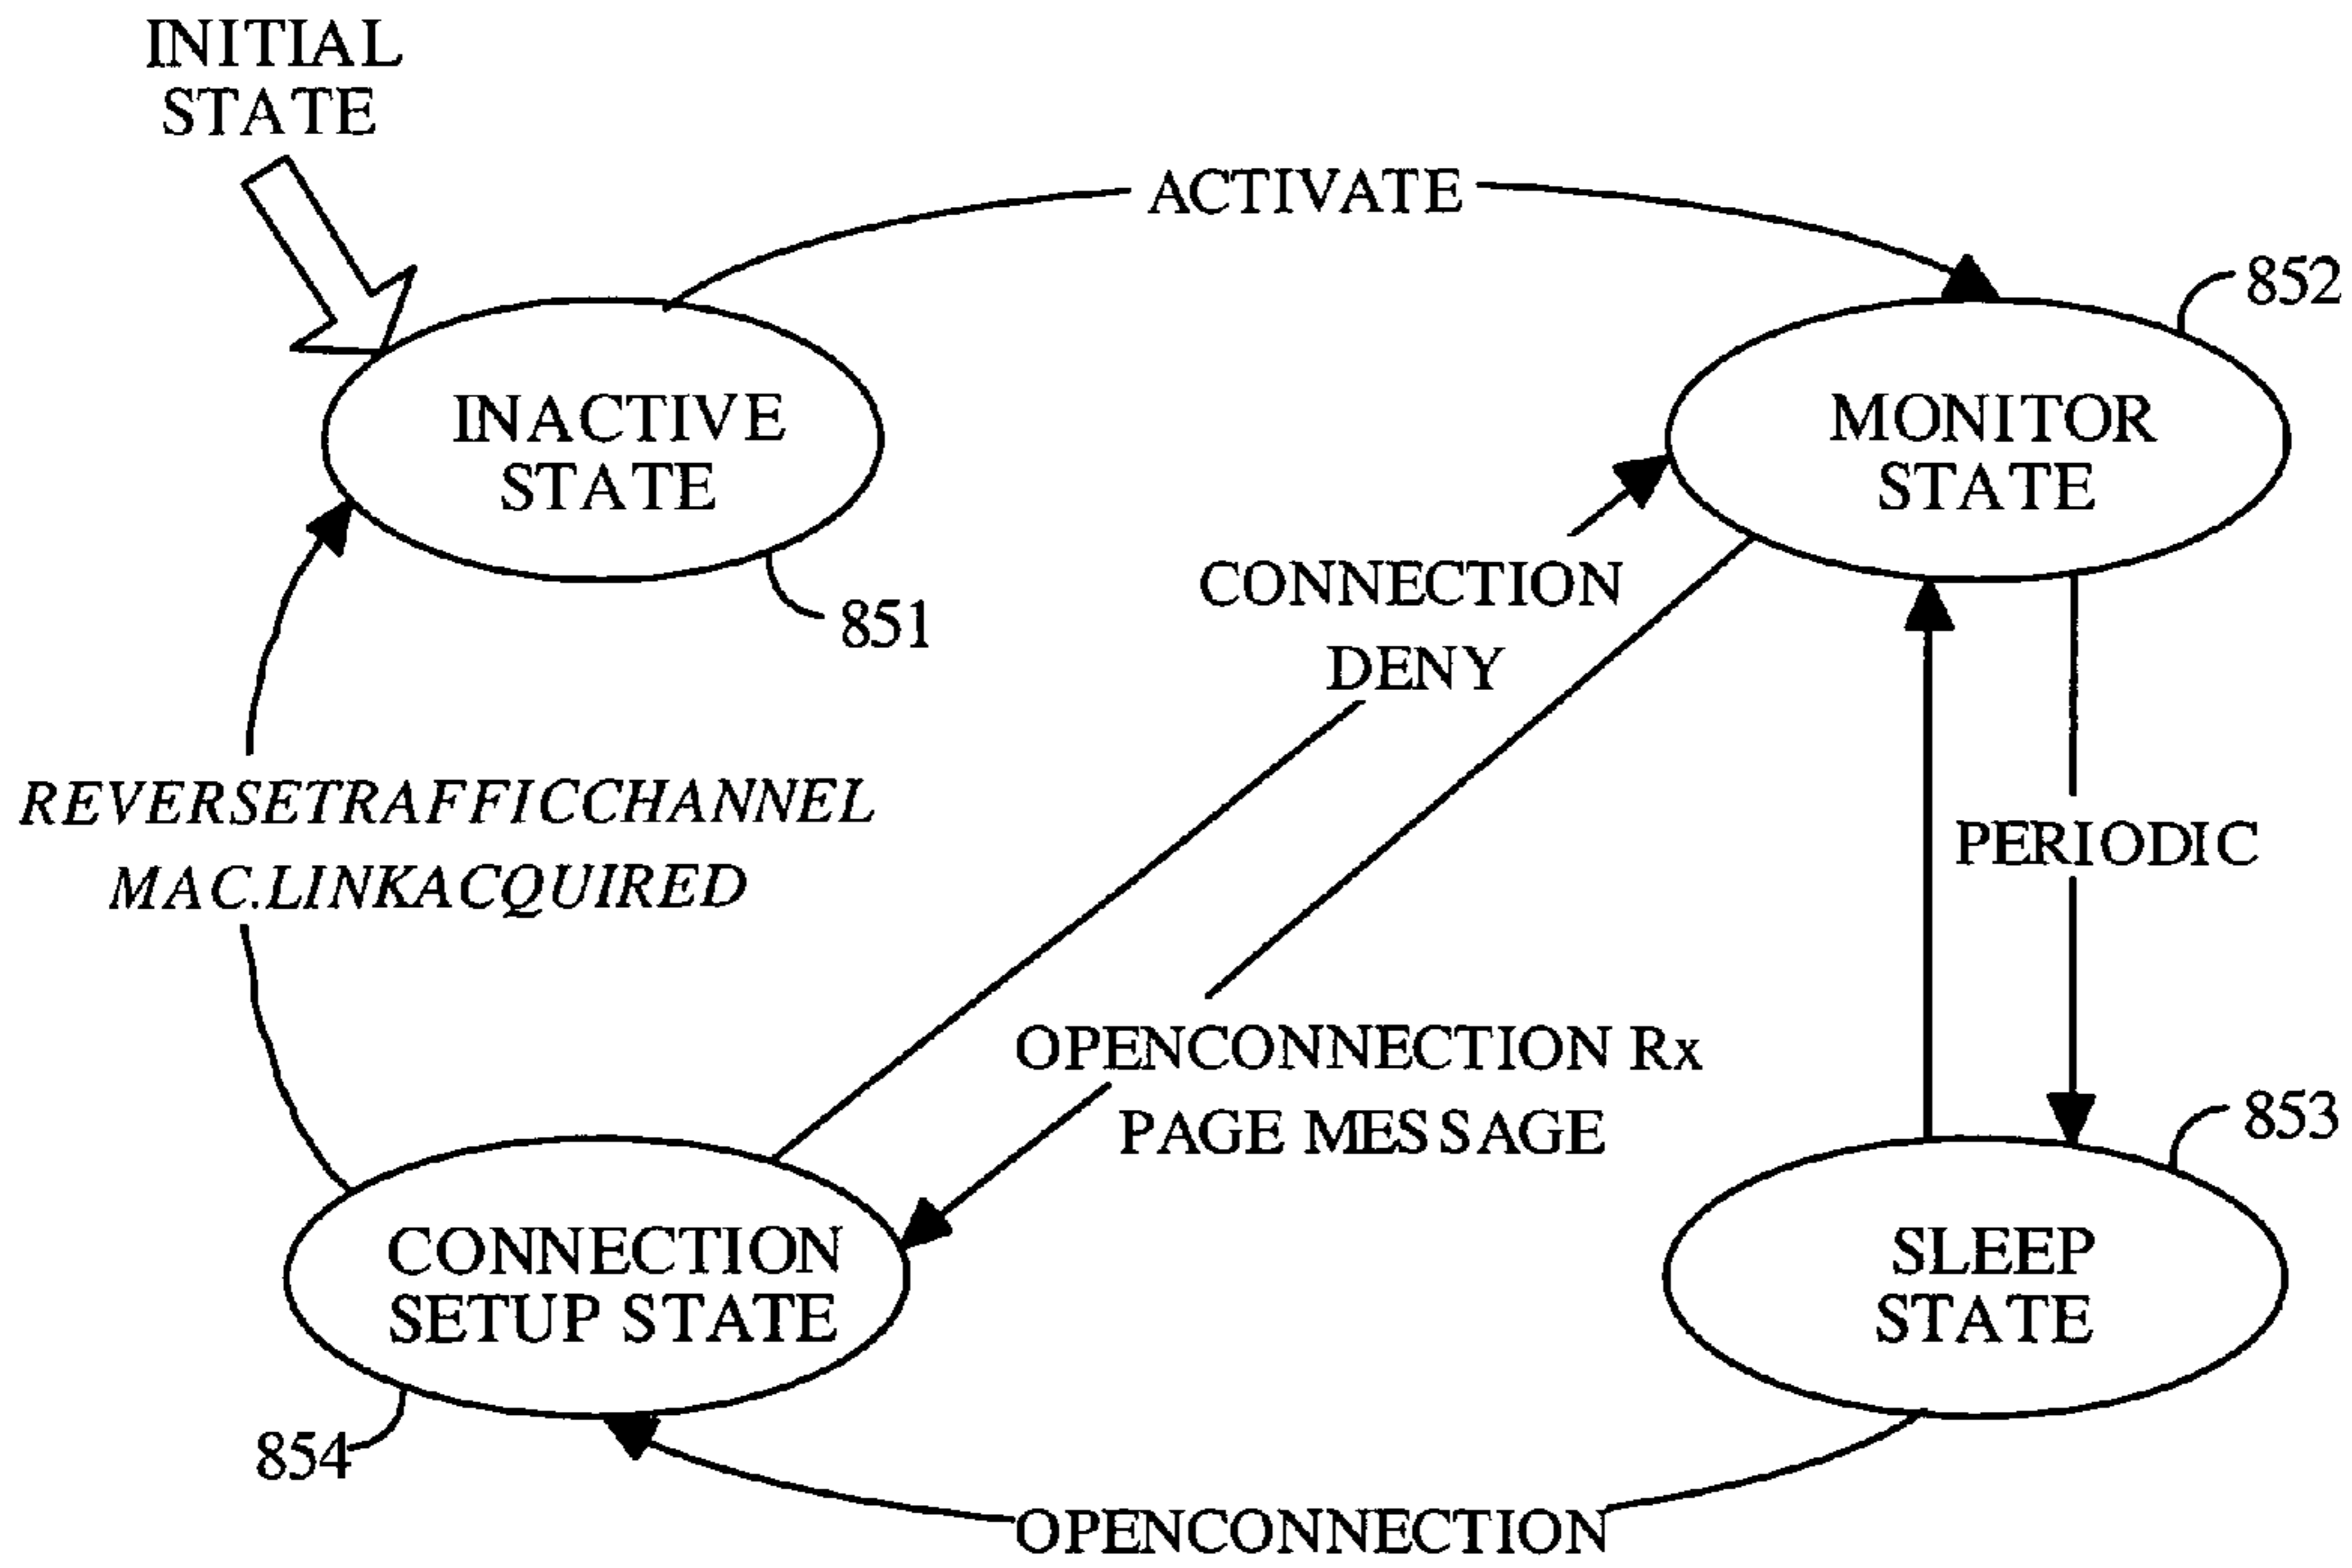 INITIAL
STATE
ACTIVATE
852
INACTIVE
STATE
MONITOR
STATE
851
CONNECTION
DENY
REVERSETRAFFICCHANNEL
MAC.LINKACQUIRED
PERIODIC
OPENCONNECTION Rx
PAGE MESSAGE
853
CONNECTION
SETUP STATE
SLEEP
STATE
854
OPENCONNECTION